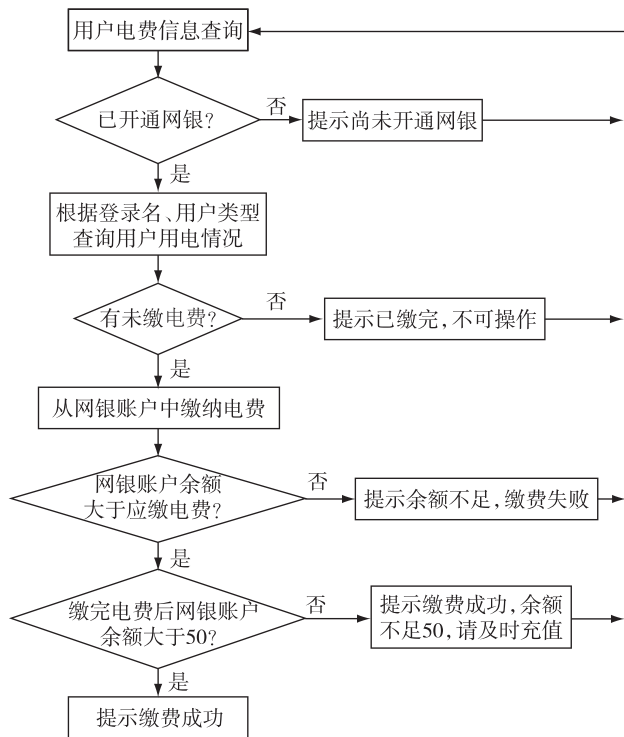 用户电费信息查询
已开通网银?
否
提示尚未开通网银
是
根据登录名、用户类型
查询用户用电情况
有未缴电费?
否
提示已缴完,不可操作
是
从网银账户中缴纳电费
网银账户余额
大于应缴电费?
否
提示余额不足,缴费失败
是
缴完电费后网银账户
余额大于50?
否
提示缴费成功,余额
不足50,请及时充值
是
提示缴费成功